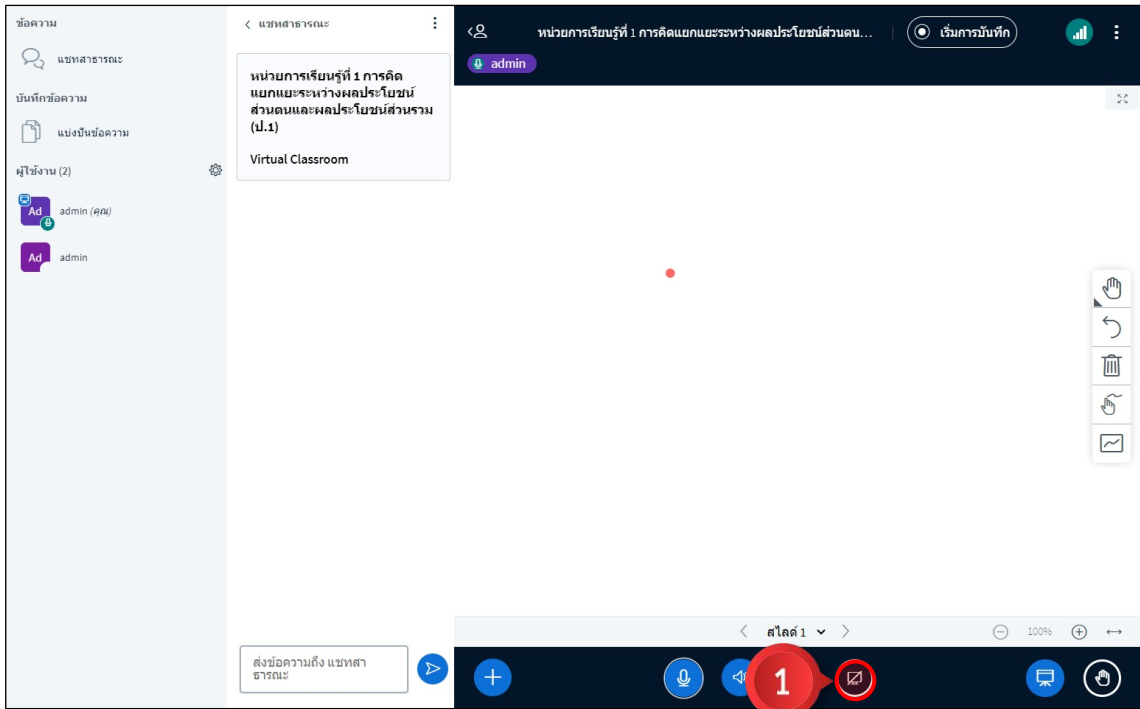 ข้อความ
แชทสาธารณะ
บันทึกข้อความ
แบ่งปันข้อความ
ผู้ใช้งาน (2)
Ad admin (คุณ)
Ad admin
แชทสาธารณะ
หน่วยการเรียนรู้ที่ 1 การคิด
แยกแยะระหว่างผลประโยชน์
ส่วนตนและผลประโยชน์ส่วนรวม
(ป.1)
Virtual Classroom
ส่งข้อความถึง แชทสา
ธารณะ
หน่วยการเรียนรู้ที่ 1 การคิดแยกแยะระหว่างผลประโยชน์ส่วนตน...
เริ่มการบันทึก
admin
สไลด์ 1
100%
1